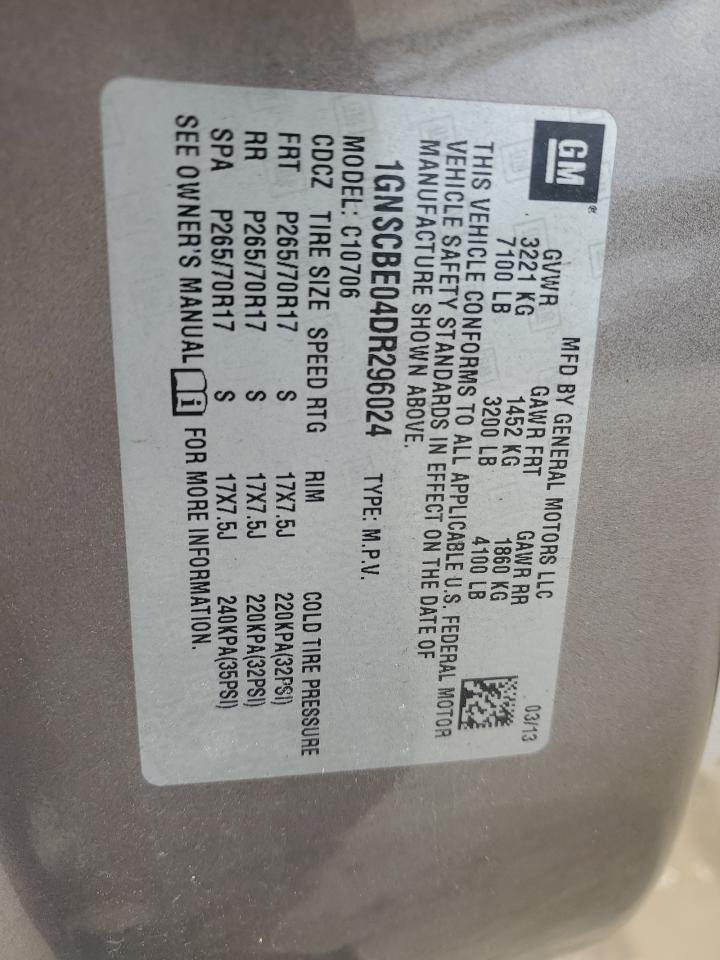 GM®
MFD BY GENERAL MOTORS LLC
03/13
GVWR GAWR FRT GAWR RR
3221 KG 1452 KG 1860 KG
7100 LB 3200 LB 4100 LB
THIS VEHICLE CONFORMS TO ALL APPLICABLE U.S. FEDERAL MOTOR
VEHICLE SAFETY STANDARDS IN EFFECT ON THE DATE OF
MANUFACTURE SHOWN ABOVE.
1GNSCBE04DR296024 TYPE: M.P.V.
MODEL: C10706
CDCZ TIRE SIZE SPEED RTG RIM COLD TIRE PRESSURE
FRT P265/70R17 S 17X7.5J 220KPA(32PSI)
RR P265/70R17 S 17X7.5J 220KPA(32PSI)
SPA P265/70R17 S 17X7.5J 240KPA(35PSI)
SEE OWNER'S MANUAL i FOR MORE INFORMATION.